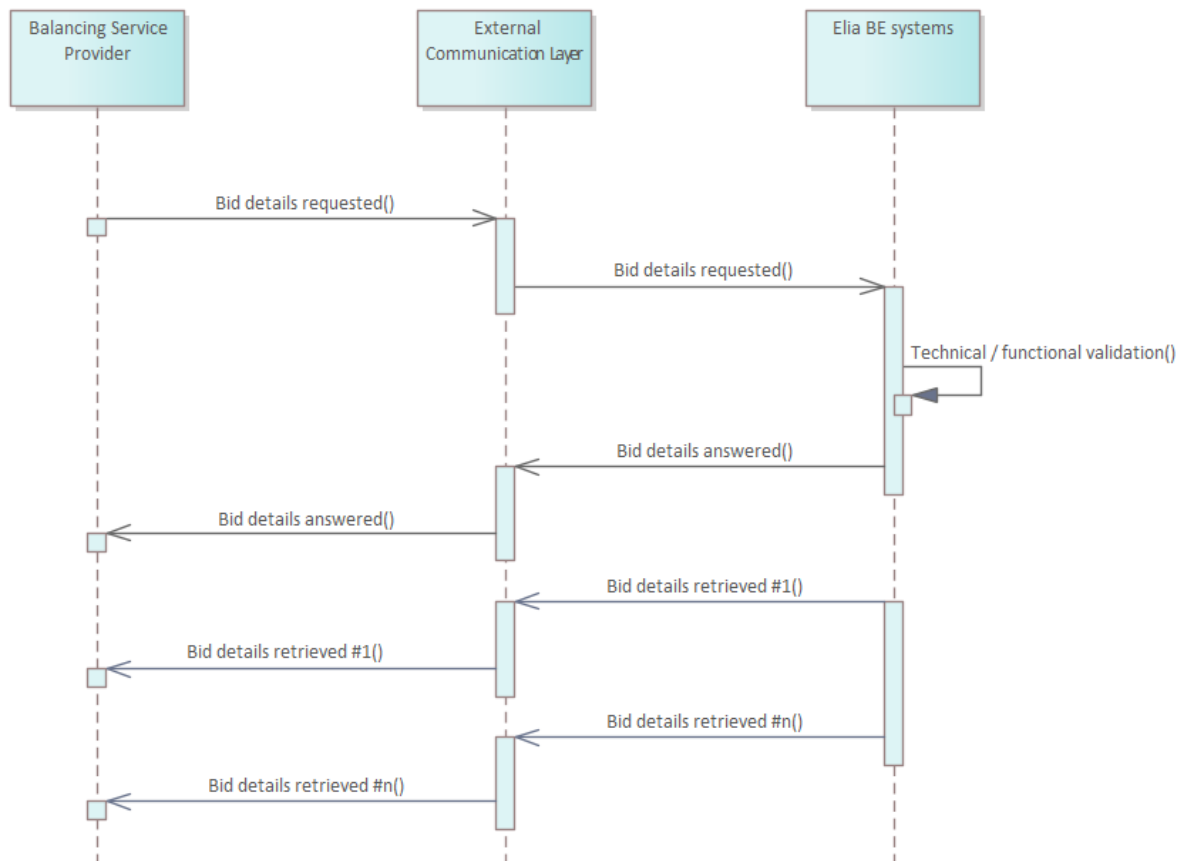 Balancing Service
Provider
External
Communication Layer
Elia BE systems
Bid details requested()
Bid details requested()
Technical / functional validation()
Bid details answered()
Bid details answered()
Bid details retrieved #1()
Bid details retrieved #1()
Bid details retrieved #n()
Bid details retrieved #n()